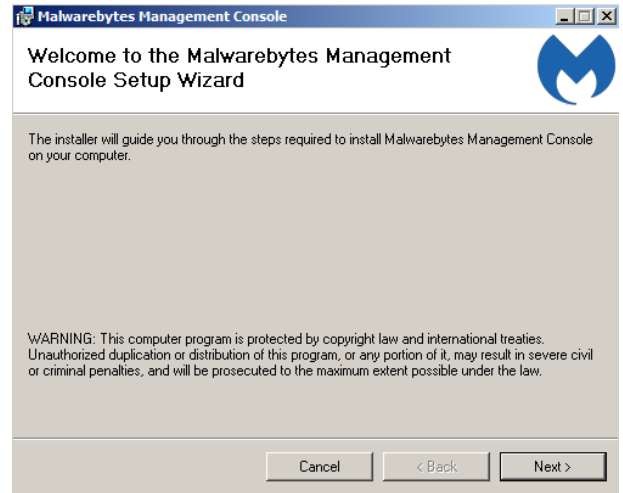 Malwarebytes Management Console
Welcome to the Malwarebytes Management
Console Setup Wizard
The installer will guide you through the steps required to install Malwarebytes Management Console
on your computer.
WARNING: This computer program is protected by copyright law and international treaties.
Unauthorized duplication or distribution of this program, or any portion of it, may result in severe civil
or criminal penalties, and will be prosecuted to the maximum extent possible under the law.
Cancel < Back Next >